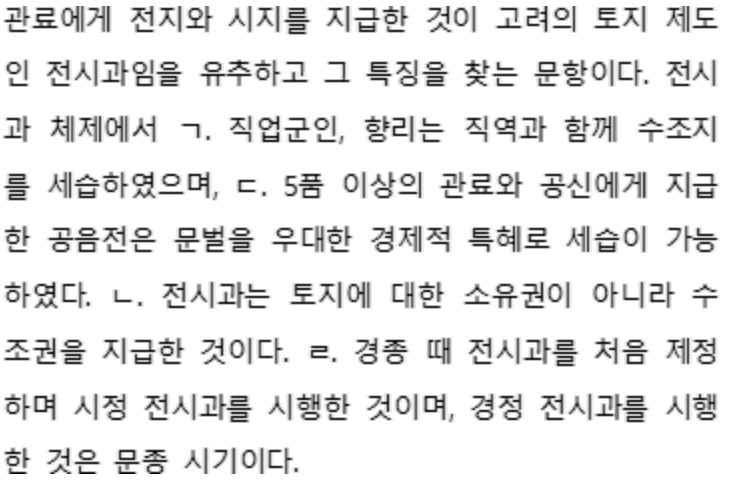 관료에게 전지와 시지를 지급한 것이 고려의 토지 제도
인 전시과임을 유추하고 그 특징을 찾는 문항이다. 전시
과 체제에서 ㄱ. 직업군인, 향리는 직역과 함께 수조지
를 세습하였으며, ㄷ. 5품 이상의 관료와 공신에게 지급
한 공음전은 문벌을 우대한 경제적 특혜로 세습이 가능
하였다. ㄴ. 전시과는 토지에 대한 소유권이 아니라 수
조권을 지급한 것이다. ㄹ. 경종 때 전시과를 처음 제정
하며 시정 전시과를 시행한 것이며, 경정 전시과를 시행
한 것은 문종 시기이다.